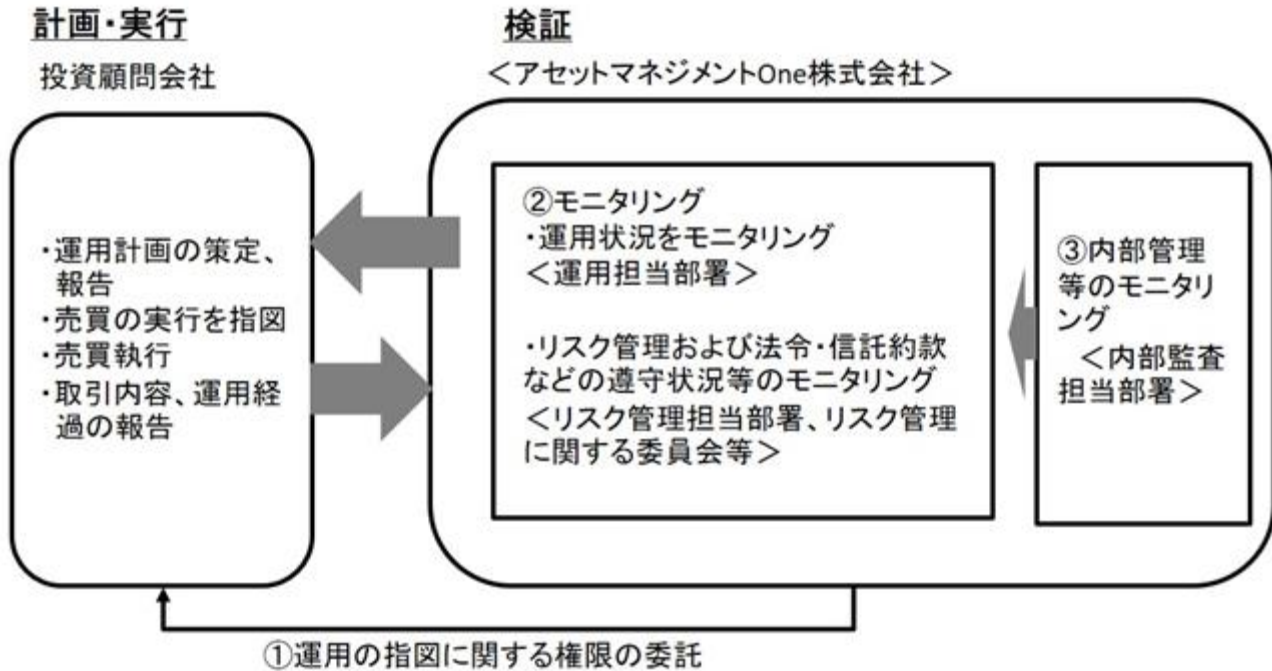 計画・実行
投資顧問会社
・運用計画の策定、
報告
・売買の実行を指図
・売買執行
・取引内容、運用経
過の報告
検証
＜アセットマネジメントOne株式会社＞
②モニタリング
・運用状況をモニタリング
＜運用担当部署＞
・リスク管理および法令・信託約款
などの遵守状況等のモニタリング
＜リスク管理担当部署、リスク管理
に関する委員会等＞
③内部管理
等のモニタリ
ング
＜内部監査
担当部署＞
①運用の指図に関する権限の委託